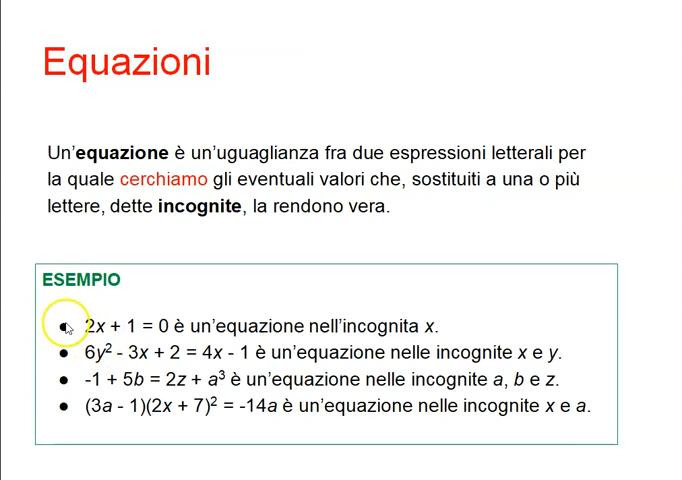 Equazioni
Un'equazione è un'uguaglianza fra due espressioni letterali per
la quale cerchiamo gli eventuali valori che, sostituiti a una o più
lettere, dette incognite, la rendono vera.
ESEMPIO
● 2x + 1 = 0 è un'equazione nell'incognita x.
● 6y² - 3x + 2 = 4x - 1 è un'equazione nelle incognite x e y.
● -1 + 5b = 2z + a³ è un'equazione nelle incognite a, b e z.
● (3a - 1)(2x + 7)² = -14a è un'equazione nelle incognite x e a.